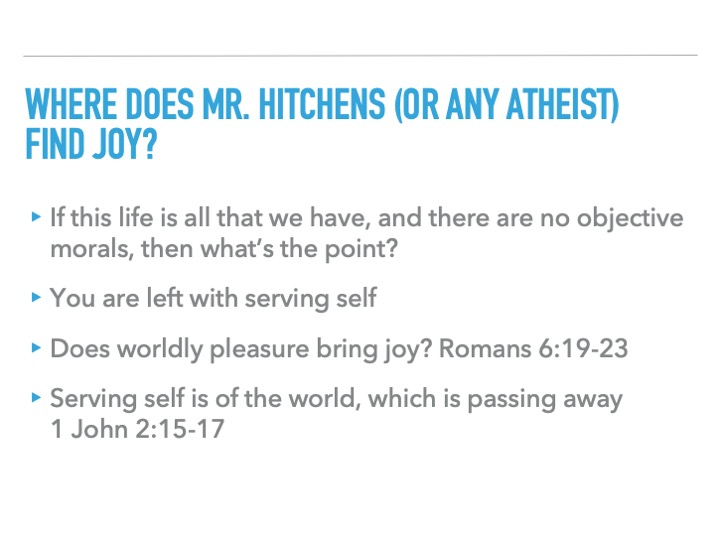 WHERE DOES MR. HITCHENS (OR ANY ATHEIST)
FIND JOY?
▸ If this life is all that we have, and there are no objective
morals, then what’s the point?
▸ You are left with serving self
▸ Does worldly pleasure bring joy? Romans 6:19-23
▸ Serving self is of the world, which is passing away
1 John 2:15-17